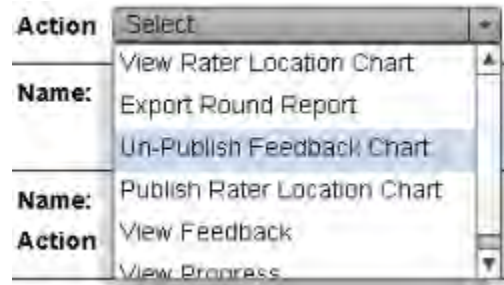 Action Select
View Rater Location Chart
Name:
Export Round Report
Un-Publish Feedback Chart
Publish Rater Location Chart
Name:
Action
View Feedback
View Progress